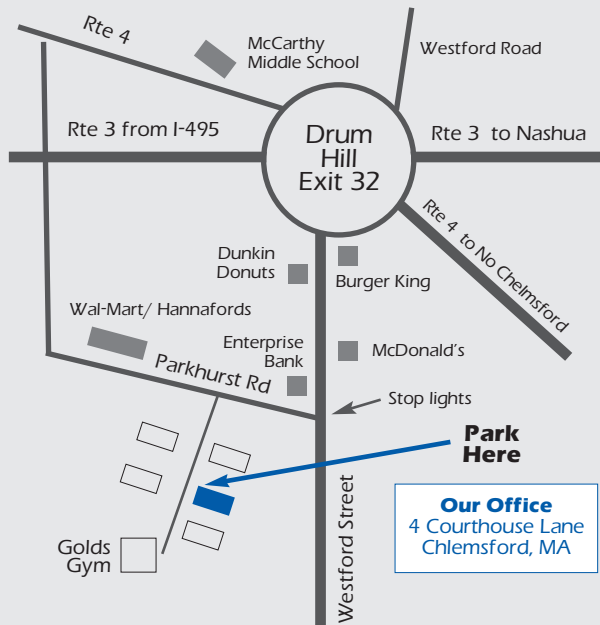 Rte 4
McCarthy
Middle School
Westford Road
Rte 3 from I-495
Drum
Hill
Exit 32
Rte 3 to Nashua
Rte 4 to No Chelmsford
Dunkin
Donuts
Burger King
Wal-Mart/ Hannafords
Enterprise
Bank
McDonald's
Parkhurst Rd
Stop lights
Park
Here
Our Office
4 Courthouse Lane
Chlemsford, MA
Westford Street
Golds
Gym